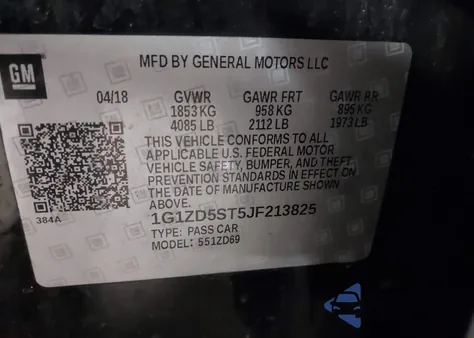 GM
MFD BY GENERAL MOTORS LLC
04/18 GVWR GAWR FRT GAWR RR
1853 KG 958 KG 895 KG
4085 LB 2112 LB 1973 LB
THIS VEHICLE CONFORMS TO ALL
APPLICABLE U.S. FEDERAL MOTOR
VEHICLE SAFETY, BUMPER, AND THEFT
PREVENTION STANDARDS IN EFFECT ON
THE DATE OF MANUFACTURE SHOWN
ABOVE.
384A
1G1ZD5ST5JF213825
TYPE: PASS CAR
MODEL: 551ZD69